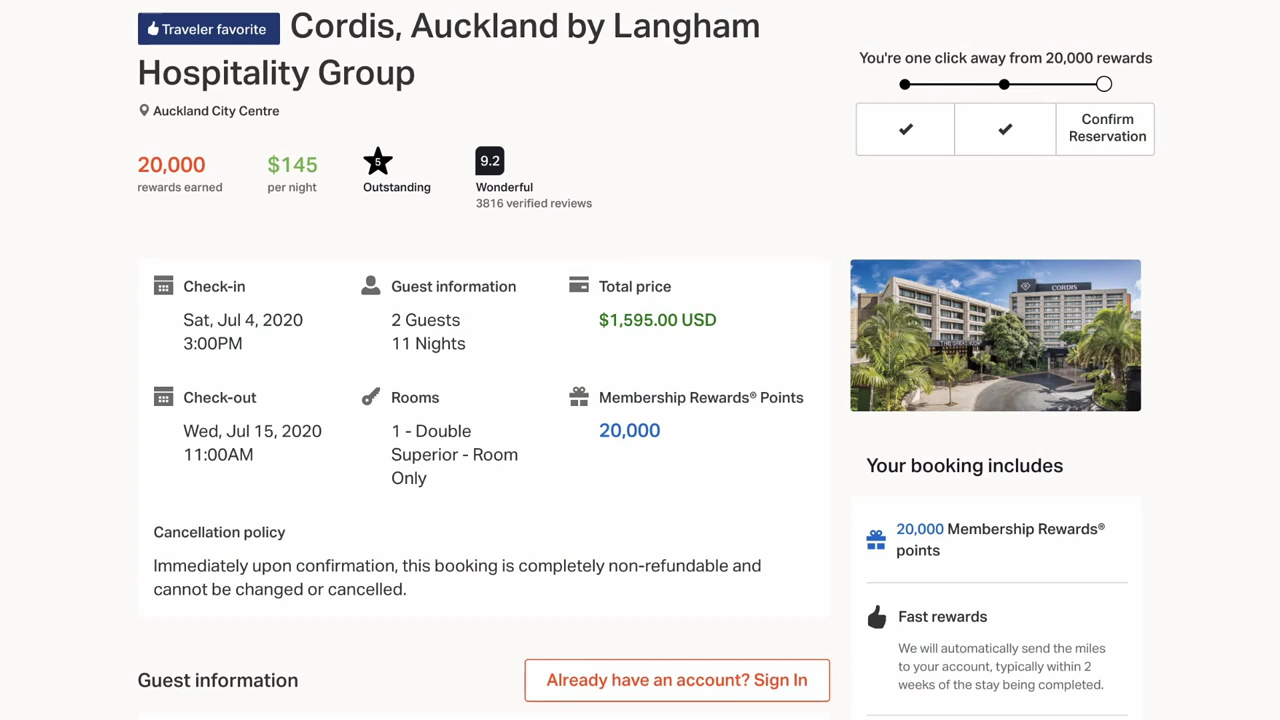 Traveler favorite Cordis, Auckland by Langham
Hospitality Group
Auckland City Centre
20,000
rewards earned
$145
per night
5
Outstanding
9.2
Wonderful
3816 verified reviews
You're one click away from 20,000 rewards
Confirm
Reservation
Check-in
Sat, Jul 4, 2020
3:00PM
Guest information
2 Guests
11 Nights
Total price
$1,595.00 USD
Check-out
Wed, Jul 15, 2020
11:00AM
Rooms
1 - Double
Superior - Room
Only
Membership Rewards® Points
20,000
Cancellation policy
Immediately upon confirmation, this booking is completely non-refundable and
cannot be changed or cancelled.
CORDIS
Your booking includes
20,000 Membership Rewards®
points
Fast rewards
We will automatically send the miles
to your account, typically within 2
weeks of the stay being completed.
Guest information
Already have an account? Sign In